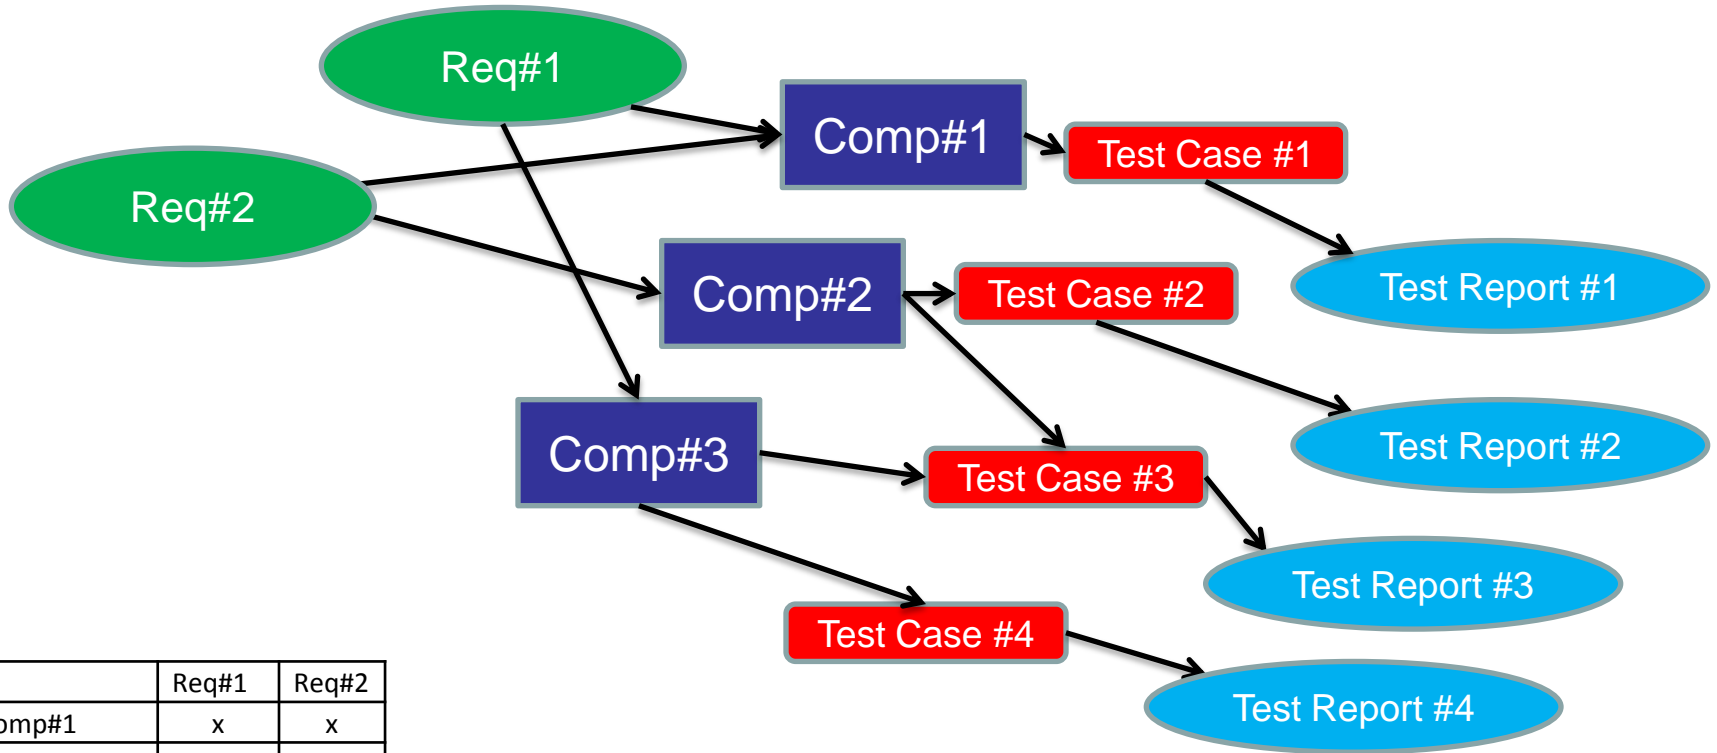 Req#1
Comp#1
Test Case #1
Req#2
Comp#2
Test Case #2
Test Report #1
Comp#3
Test Case #3
Test Report #2
Test Report #3
Test Case #4
Test Report #4
Req#1 Req#2
omp#1 x x